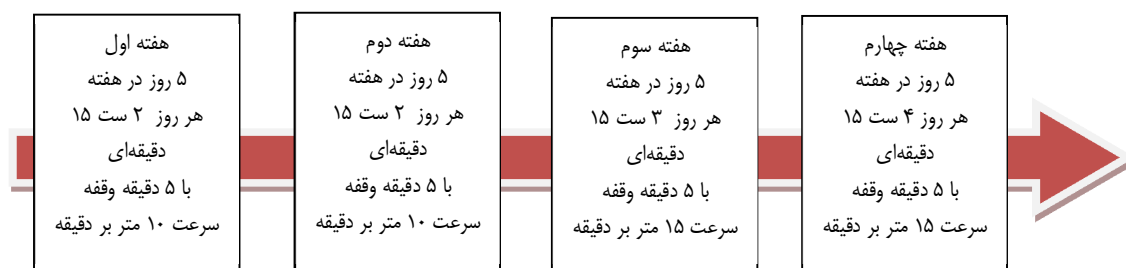 هفته اول
۵ روز در هفته
هر روز ۲ ست ۱۵
دقیقه‌ای
با ۵ دقیقه وقفه
سرعت ۱۰ متر بر دقیقه
هفته دوم
۵ روز در هفته
هر روز ۲ ست ۱۵
دقیقه‌ای
با ۵ دقیقه وقفه
سرعت ۱۰ متر بر دقیقه
هفته سوم
۵ روز در هفته
هر روز ۳ ست ۱۵
دقیقه‌ای
با ۵ دقیقه وقفه
سرعت ۱۵ متر بر دقیقه
هفته چهارم
۵ روز در هفته
هر روز ۴ ست ۱۵
دقیقه‌ای
با ۵ دقیقه وقفه
سرعت ۱۵ متر بر دقیقه